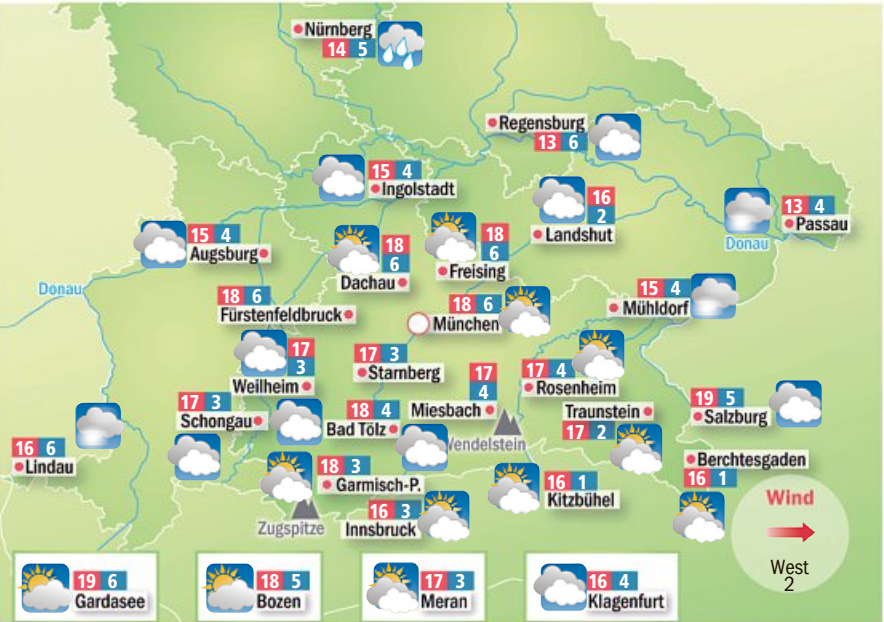 Nürnberg
14 5
Regensburg
13 6
15 4
Ingolstadt
16
2
Landshut
13 4
Passau
Donau
15 4
Augsburg
18
6
Dachau
18
6
Freising
Donau
18 6
Fürstenfeldbruck
18 6
München
15 4
Mühldorf
17
3
Weilheim
17 3
Starnberg
17
4
Miesbach
17 4
Rosenheim
17 3
Schongau
18 4
Bad Tölz
Traunstein
17 2
19 5
Salzburg
Wendelstein
16 6
Lindau
18 3
Garmisch-P.
Berchtesgaden
16 1
16 1
Kitzbühel
Zugspitze
16 3
Innsbruck
Wind
West
2
19 6
Gardasee
18 5
Bozen
17 3
Meran
16 4
Klagenfurt